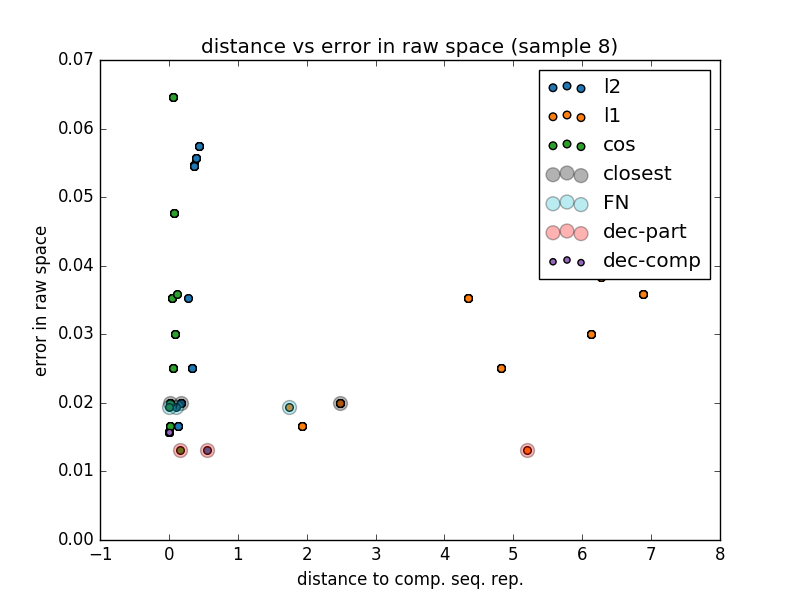 distance vs error in raw space (sample 8)
0.07
0.06
0.05
0.04
0.03
0.02
0.01
0.00
error in raw space
l2
l1
cos
closest
FN
dec-part
dec-comp
−1 0 1 2 3 4 5 6 7 8
distance to comp. seq. rep.